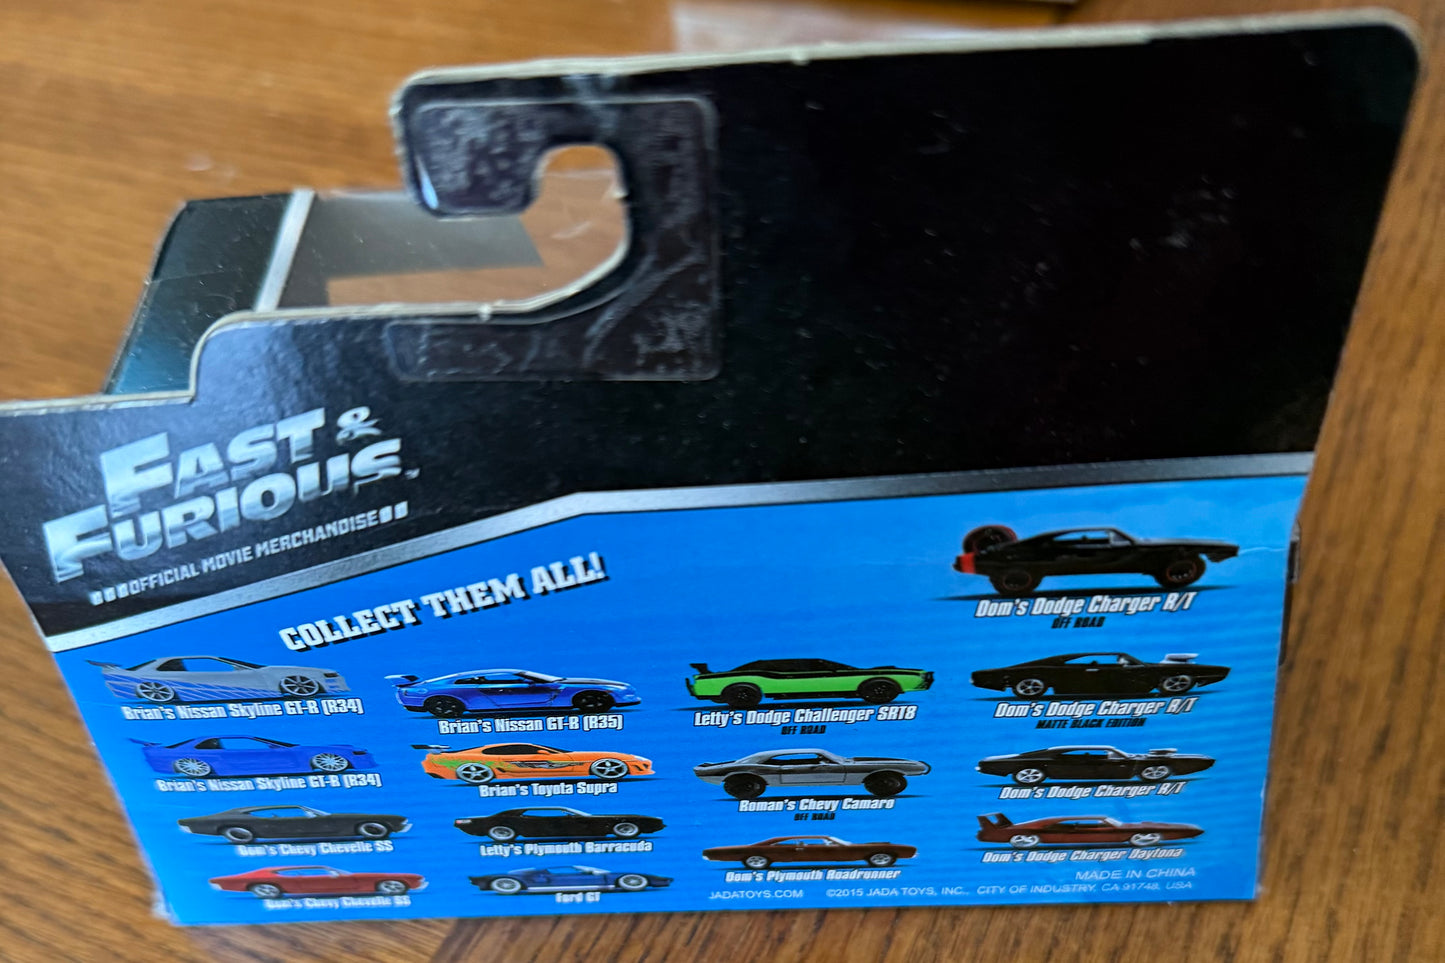 FAST &
FURIOUS
OFFICIAL MOVIE MERCHANDISE
COLLECT THEM ALL!
Dom's Dodge Charger R/T
OFF ROAD
Brian's Nissan Skyline GT-R (R34)
Brian's Nissan GT-R (R35)
Letty's Dodge Challenger SRT8
OFF ROAD
Dom's Dodge Charger R/T
MATTE BLACK EDITION
Brian's Nissan Skyline GT-R (R34)
Brian's Toyota Supra
Roman's Chevy Camaro
OFF ROAD
Dom's Dodge Charger R/T
Dom's Chevy Chevelle SS
Letty's Plymouth Barracuda
Dom's Plymouth Roadrunner
Dom's Dodge Charger Daytona
Dom's Chevy Chevelle SS
Ford GT
MADE IN CHINA
JADATOYS.COM ©2015 JADA TOYS, INC., CITY OF INDUSTRY, CA 91748, USA